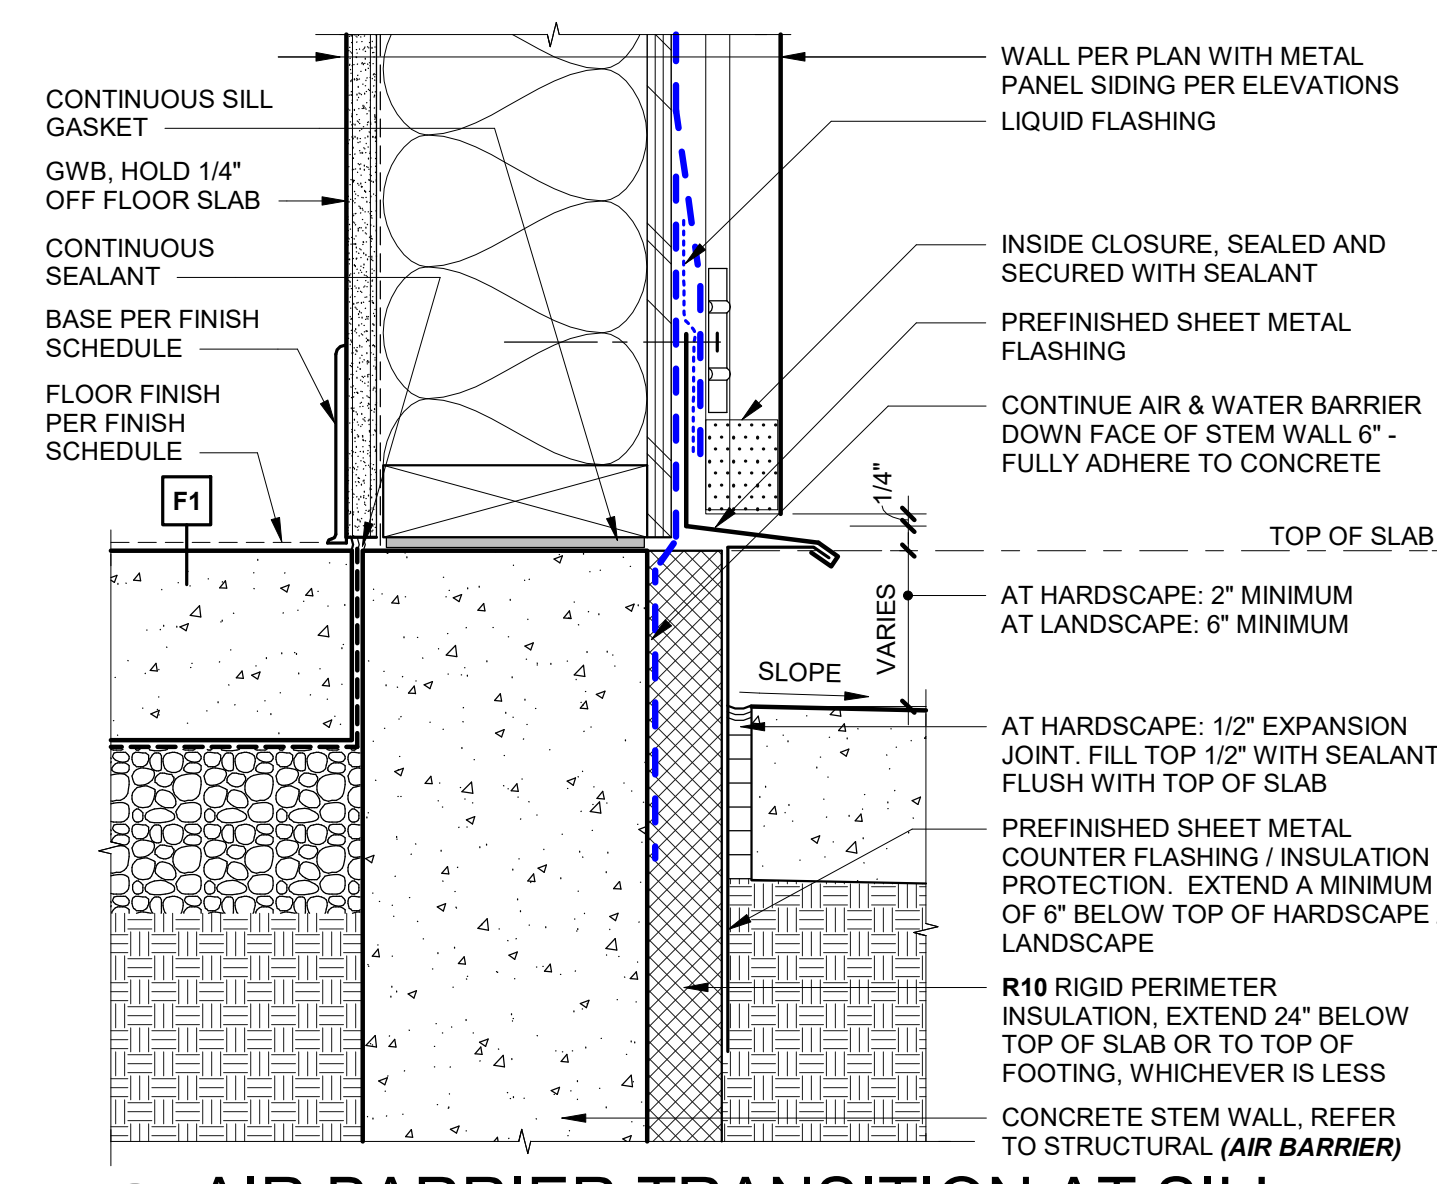 CONTINUOUS SILL
GASKET
GWB, HOLD 1/4"
OFF FLOOR SLAB
CONTINUOUS
SEALANT
BASE PER FINISH
SCHEDULE
FLOOR FINISH
PER FINISH
SCHEDULE
F1
WALL PER PLAN WITH METAL
PANEL SIDING PER ELEVATIONS
LIQUID FLASHING
INSIDE CLOSURE, SEALED AND
SECURED WITH SEALANT
PREFINISHED SHEET METAL
FLASHING
CONTINUE AIR & WATER BARRIER
DOWN FACE OF STEM WALL 6" -
FULLY ADHERE TO CONCRETE
1/4"
TOP OF SLAB
AT HARDSCAPE: 2" MINIMUM
AT LANDSCAPE: 6" MINIMUM
VARIES
SLOPE
AT HARDSCAPE: 1/2" EXPANSION
JOINT. FILL TOP 1/2" WITH SEALANT
FLUSH WITH TOP OF SLAB
PREFINISHED SHEET METAL
COUNTER FLASHING / INSULATION
PROTECTION. EXTEND A MINIMUM
OF 6" BELOW TOP OF HARDSCAPE
LANDSCAPE
R10 RIGID PERIMETER
INSULATION, EXTEND 24" BELOW
TOP OF SLAB OR TO TOP OF
FOOTING, WHICHEVER IS LESS
CONCRETE STEM WALL, REFER
TO STRUCTURAL (AIR BARRIER)
AIR BARRIER TRANSITION AT SILL